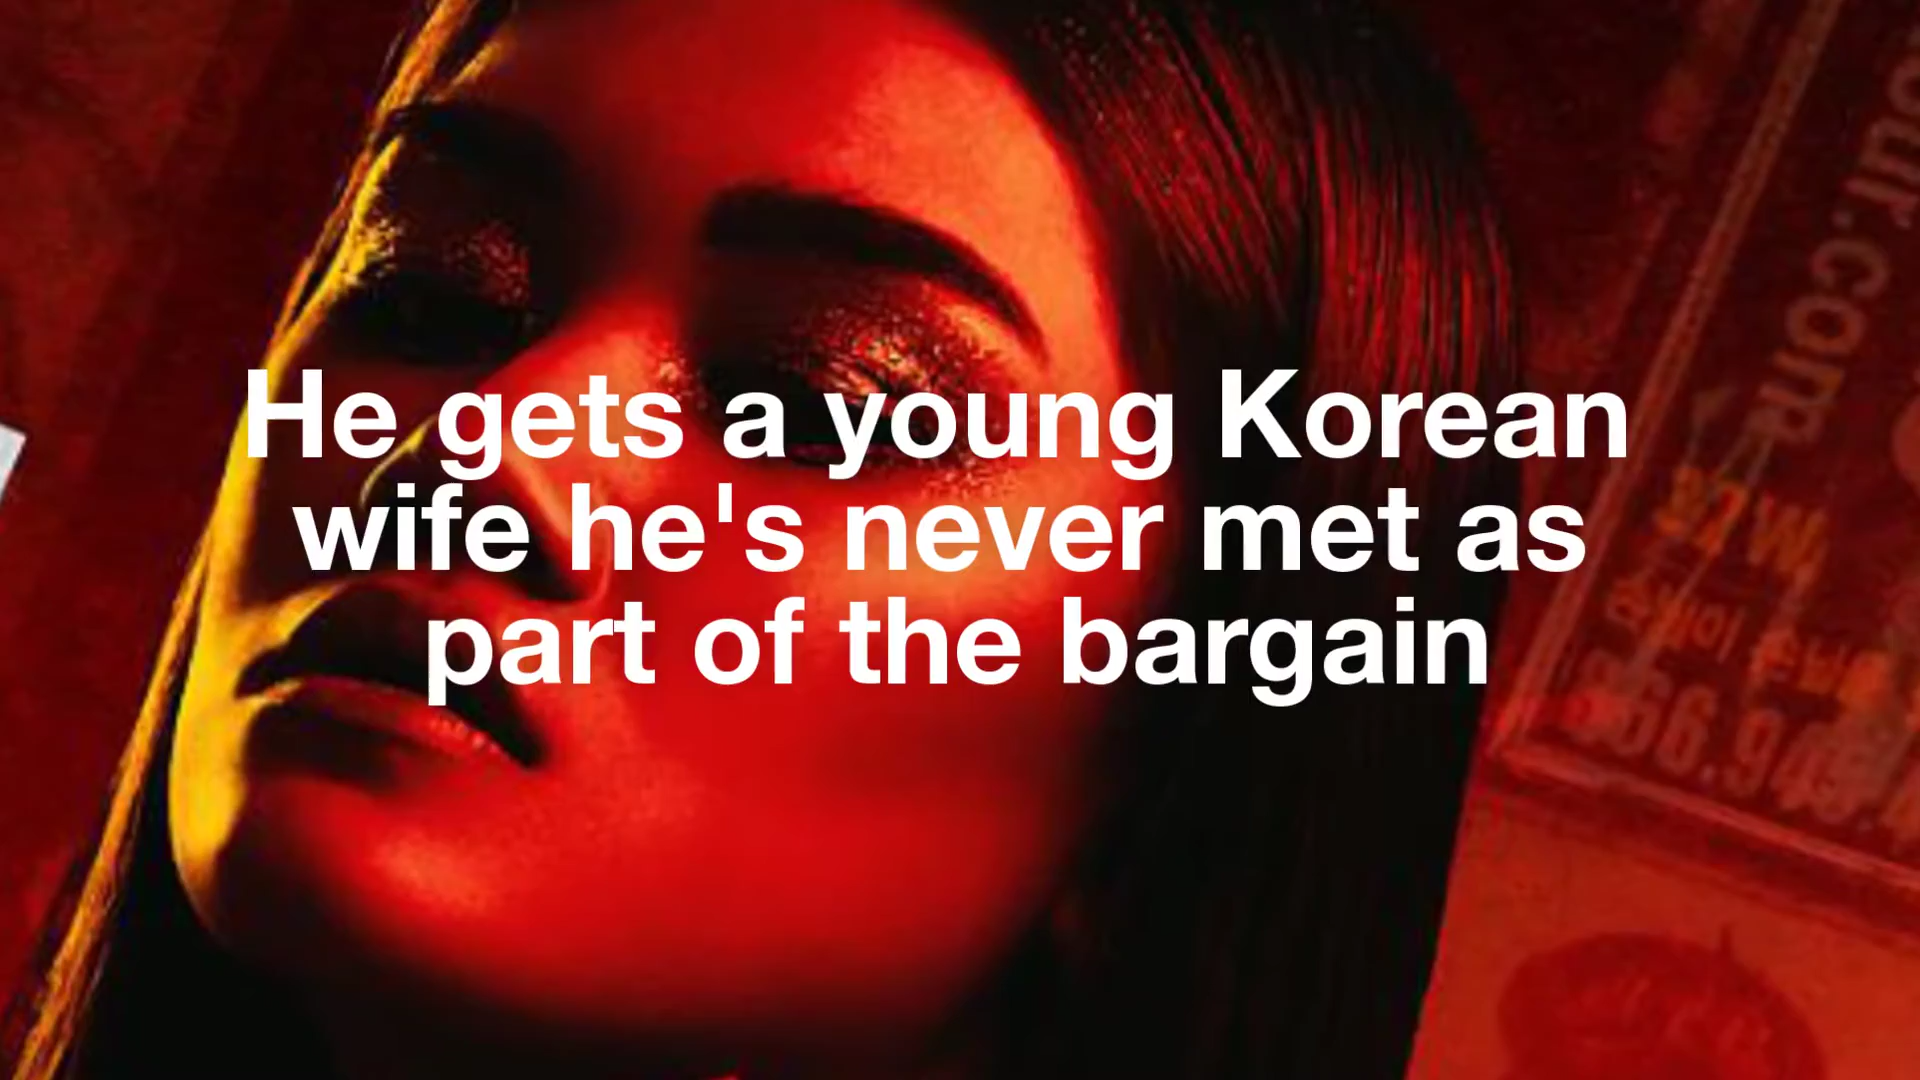 He gets a young Korean
wife he's never met as
part of the bargain